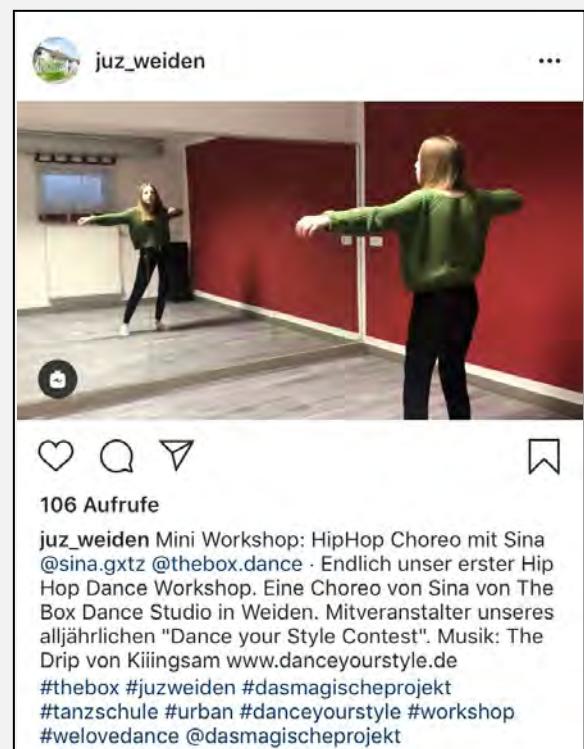 juz_weiden
106 Aufrufe
juz_weiden Mini Workshop: HipHop Choreo mit Sina
@sina.gxtz @thebox.dance · Endlich unser erster Hip
Hop Dance Workshop. Eine Choreo von Sina von The
Box Dance Studio in Weiden. Mitveranstalter unseres
alljährlichen "Dance your Style Contest". Musik: The
Drip von Kiiingsam www.danceyourstyle.de
#thebox #juzweiden #dasmagischeprojekt
#tanzschule #urban #danceyourstyle #workshop
#welovedance @dasmagischeprojekt